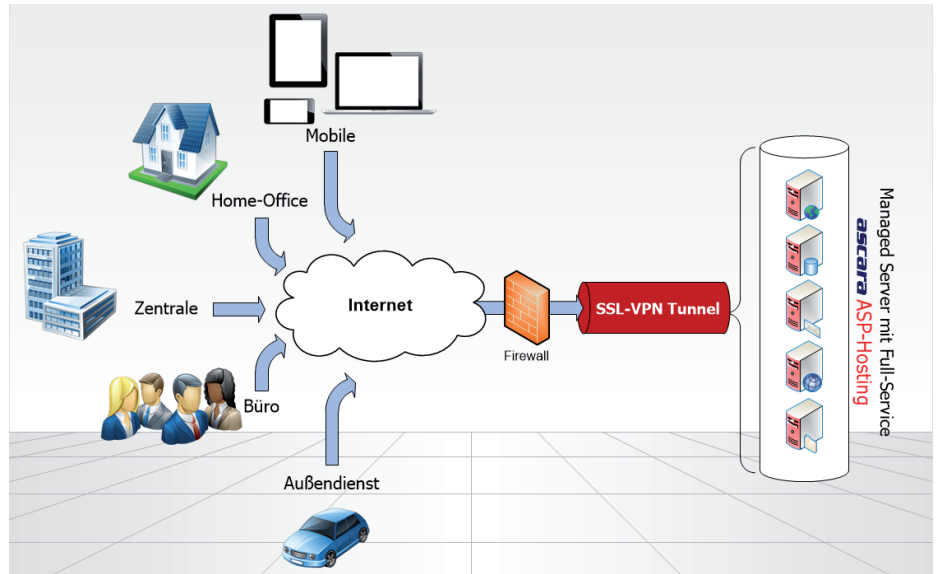 Mobile
Home-Office
Zentrale
Internet
SSL-VPN Tunnel
Firewall
Büro
Außendienst
Managed Server mit Full-Service
ascara ASP-Hosting